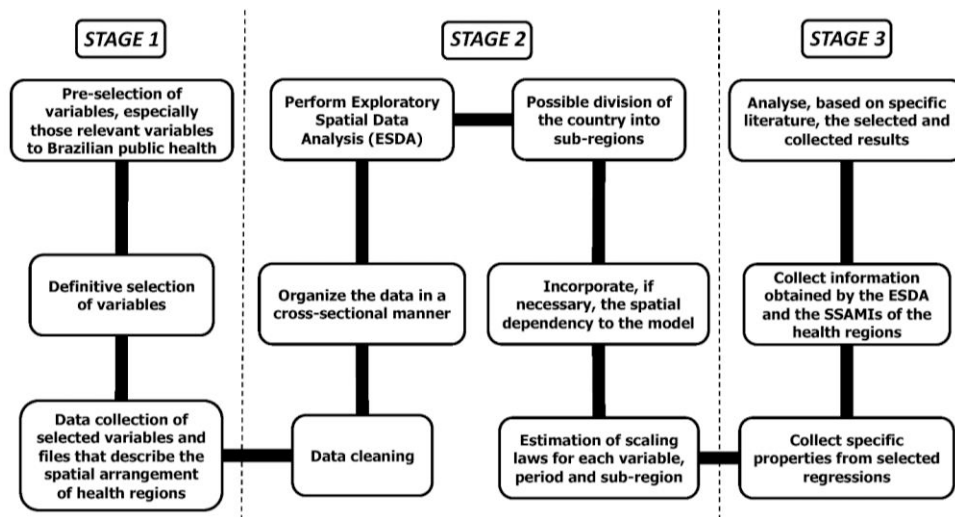 STAGE 1
Pre-selection of
variables, especially
those relevant variables
to Brazilian public health
Definitive selection
of variables
Data collection of
selected variables and
files that describe the
spatial arrangement
of health regions
STAGE 2
Perform Exploratory
Spatial Data
Analysis (ESDA)
Organize the data in a
cross-sectional manner
Data cleaning
Possible division of
the country into
sub-regions
Incorporate, if
necessary, the spatial
dependency to the model
Estimation of scaling
laws for each variable,
period and sub-region
STAGE 3
Analyse, based on specific
literature, the selected and
collected results
Collect information
obtained by the ESDA
and the SSAMIs of the
health regions
Collect specific
properties from selected
regressions